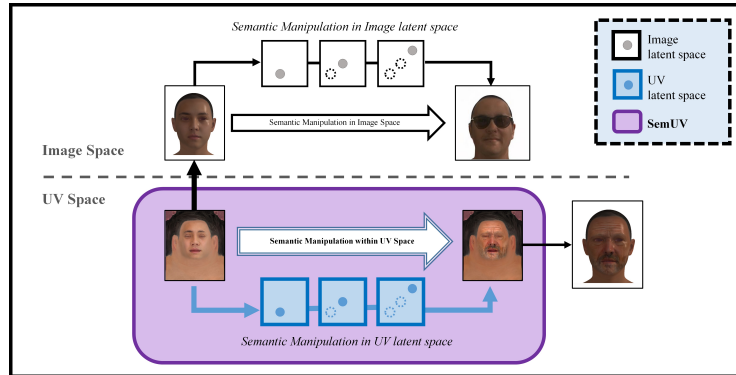 Semantic Manipulation in Image latent space
Image
latent space
UV
latent space
SemUV
Semantic Manipulation in Image Space
Image Space
UV Space
Semantic Manipulation within UV Space
Semantic Manipulation in UV latent space